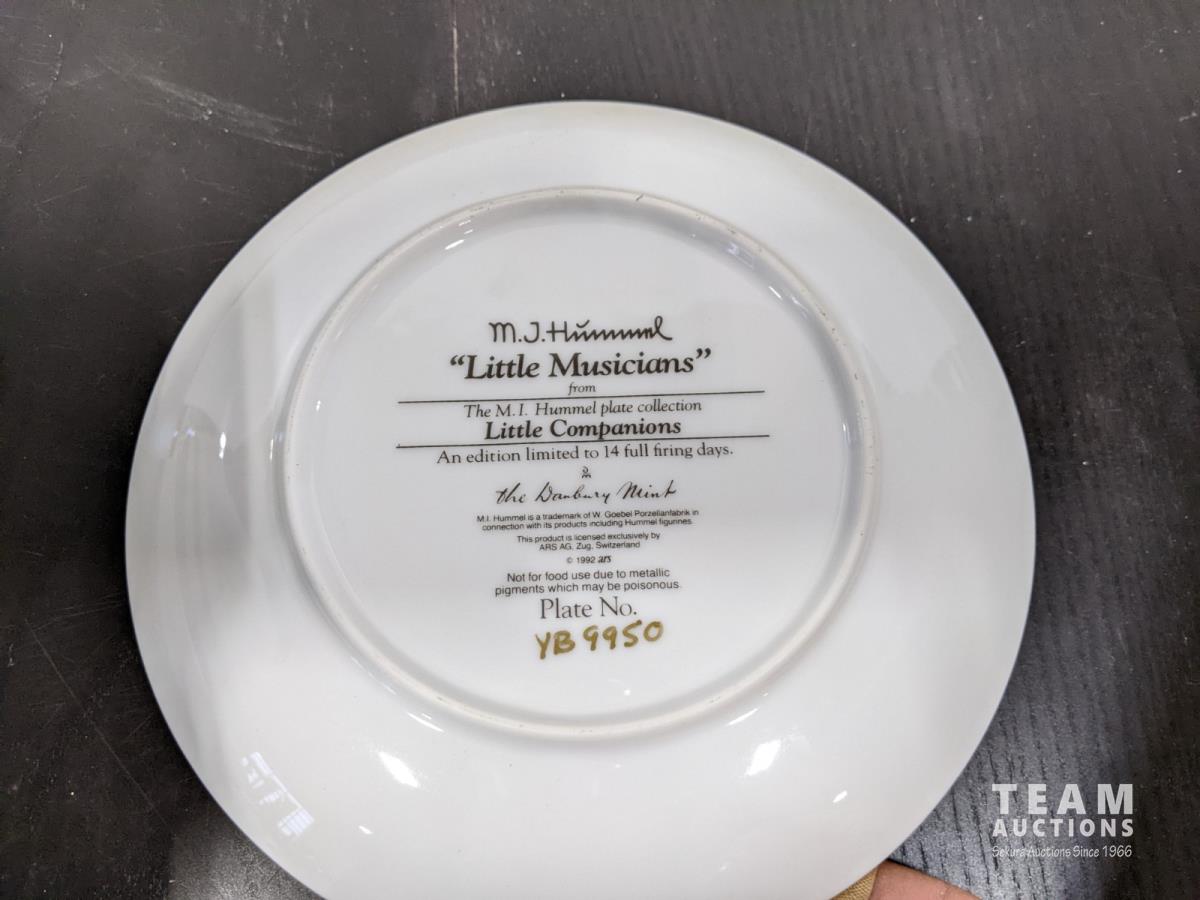 M.J. Hummel
“Little Musicians”
from
The M.I. Hummel plate collection
Little Companions
An edition limited to 14 full firing days.
the Danbury Mint
M.I. Hummel is a trademark of W. Goebel Porzellanfabrik in
connection with its products including Hummel figurines.
This product is licensed exclusively by
ARS AG, Zug, Switzerland
© 1992 ars
Not for food use due to metallic
pigments which may be poisonous.
Plate No.
YB 9950
TEAM
AUCTIONS
Sekura Auctions Since 1966